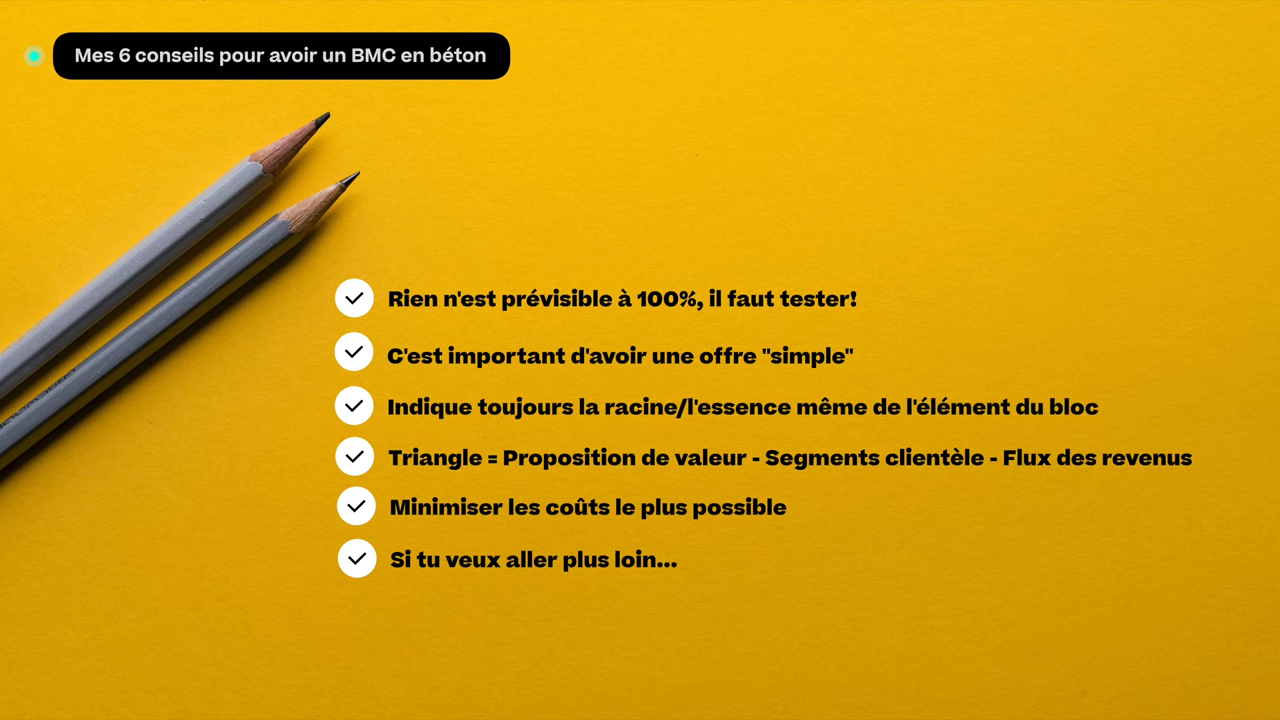 Mes 6 conseils pour avoir un BMC en béton
Rien n'est prévisible à 100%, il faut tester!
C'est important d'avoir une offre "simple"
Indique toujours la racine/l'essence même de l'élément du bloc
Triangle = Proposition de valeur - Segments clientèle - Flux des revenus
Minimiser les coûts le plus possible
Si tu veux aller plus loin...